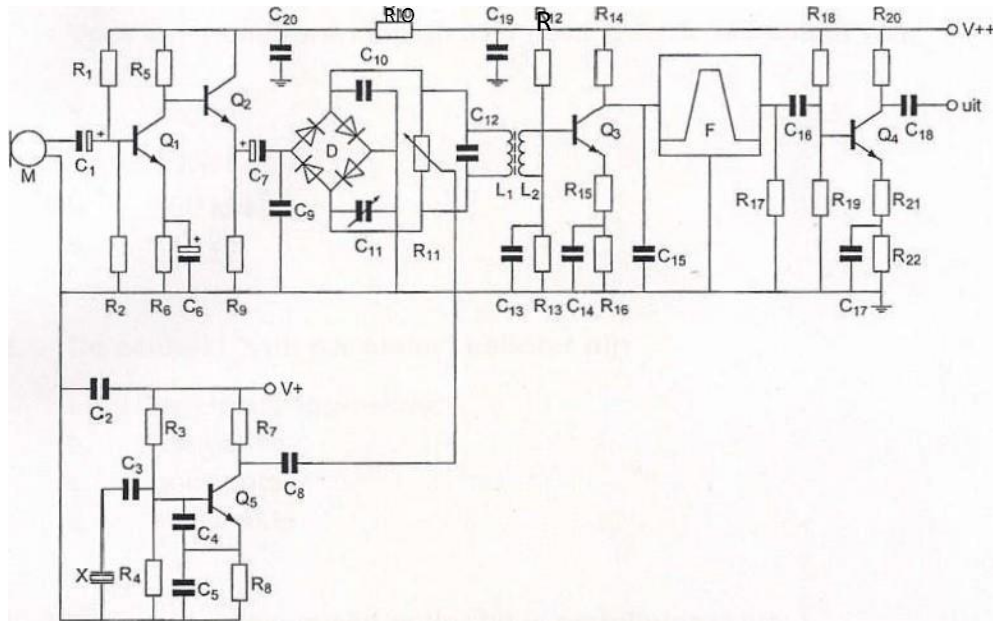 C20 R10 C19 R12 R14 R18 R20
V++
R1 R5 C10
Q2 C12 uit
C1 + Q1 + D Q3 F C16 Q4 C18
M C7 L1 L2
C9 R15 R17 R19 R21
C11 R11
+ C15 R22
R2 R6 C6 R9 C13 R13 C14 R16 C17
V+
C2
R3 R7
C3 C8
Q5
C4
X R4 C5 R8